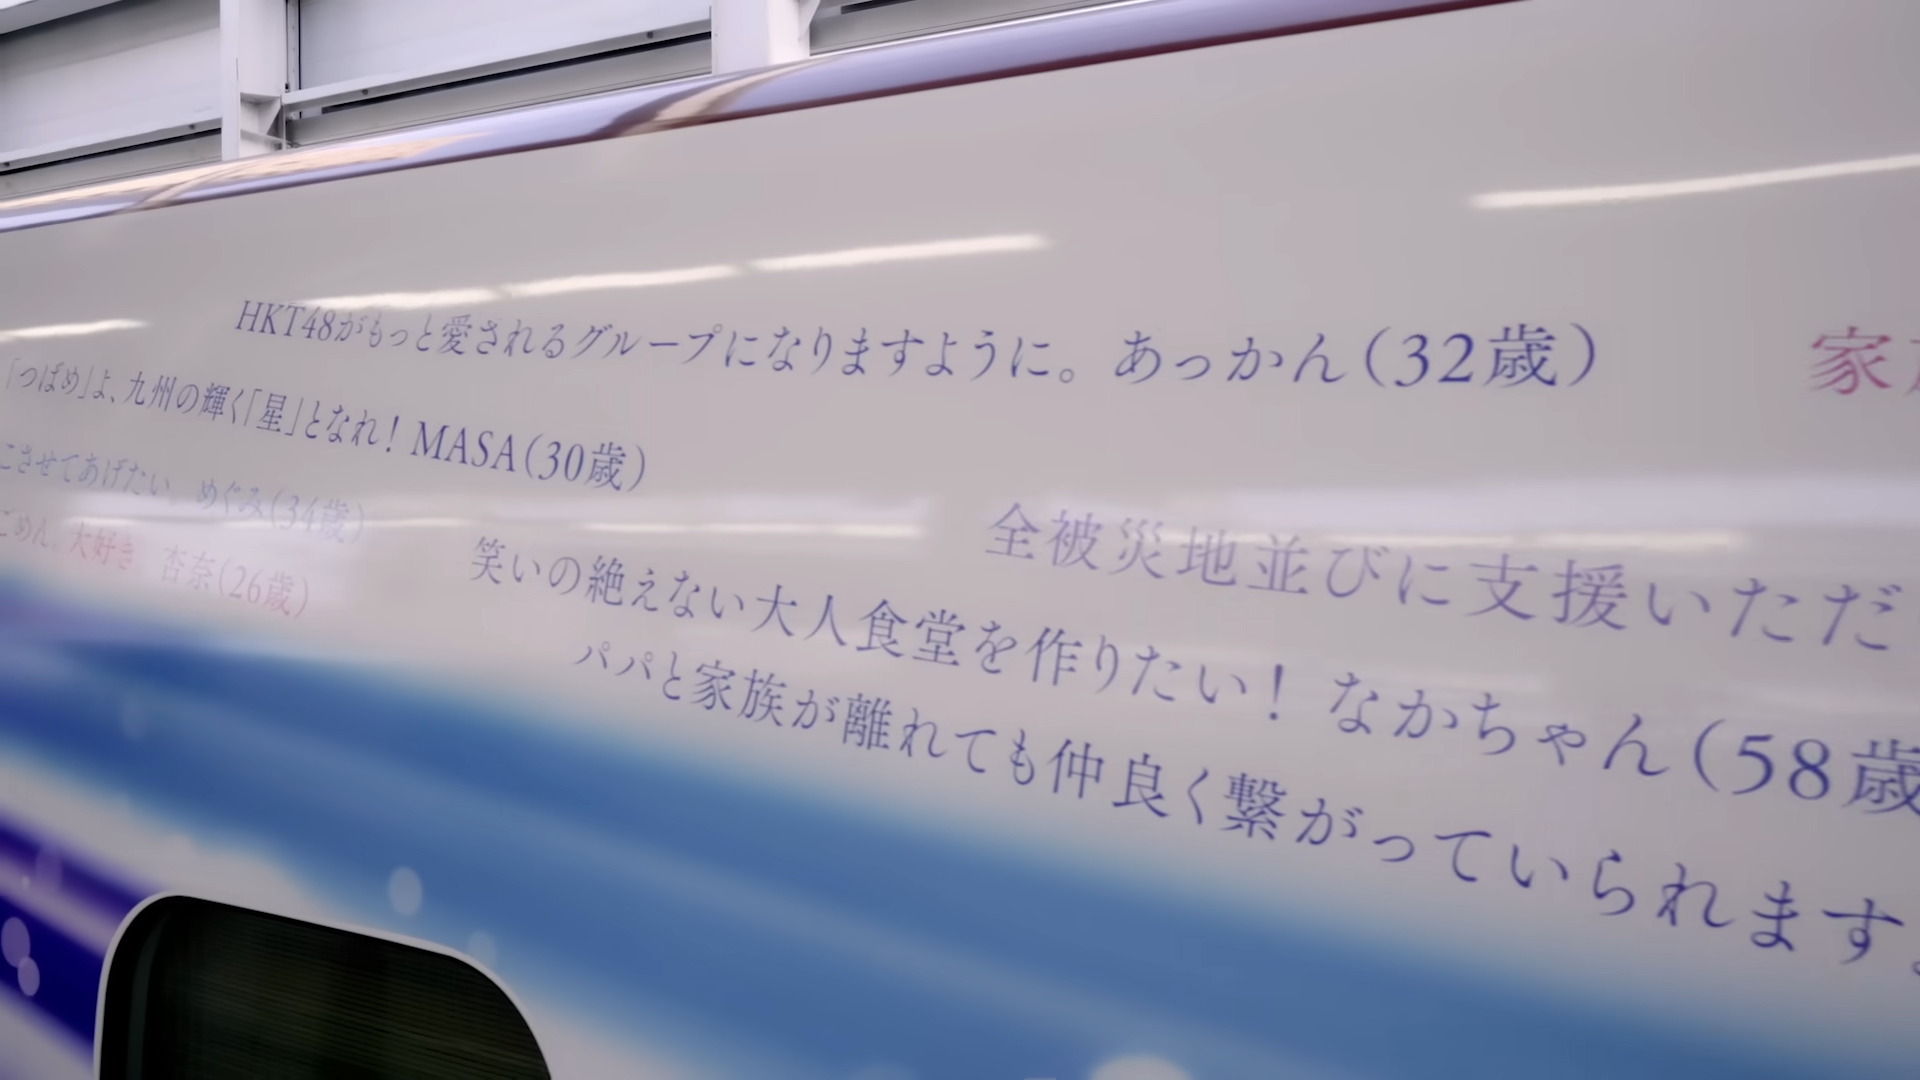 HKT48がもっと愛されるグループになりますように。 あっかん(32歳)
家
「つばめ」よ、九州の輝く「星」となれ! MASA(30歳)
こさせてあげたい。 めぐみ(34歳)
ごめん。大好き 杏奈(26歳)
全被災地並びに支援いただ
笑いの絶えない大人食堂を作りたい! なかちゃん(58歳
パパと家族が離れても仲良く繋がっていられます。